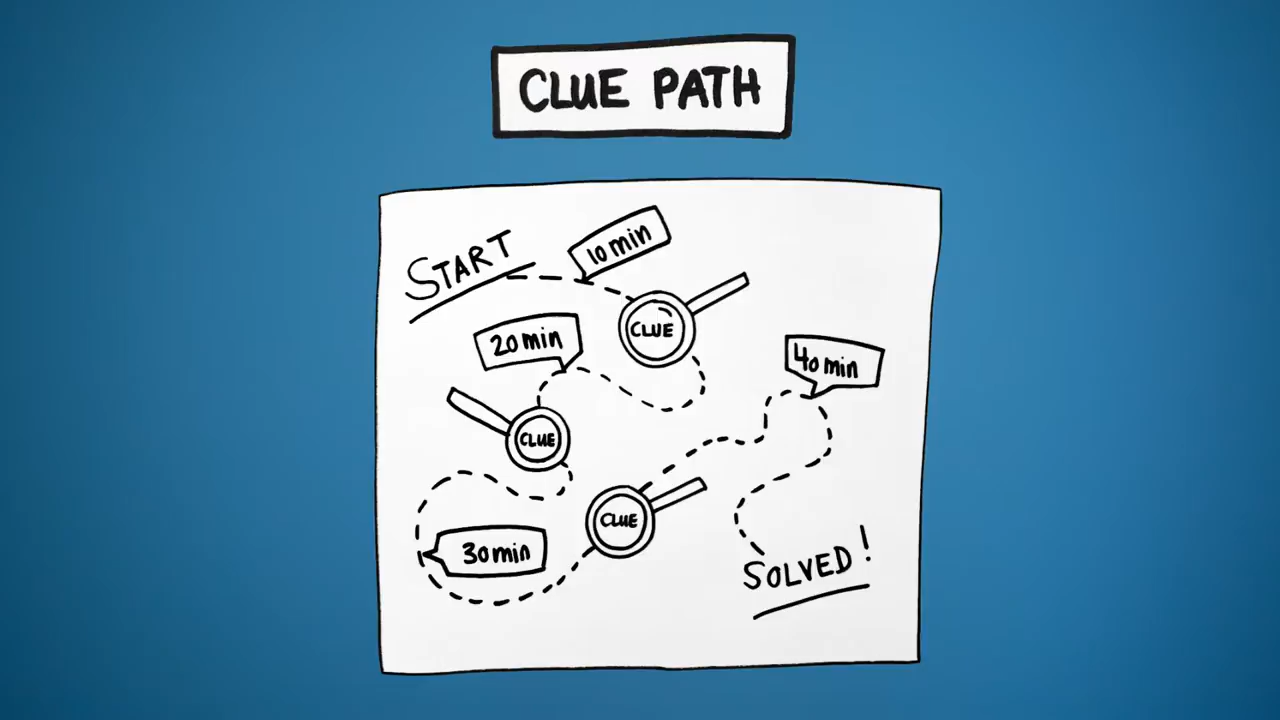 CLUE PATH
START
10 min
CLUE
20 min
40 min
CLUE
CLUE
30 min
SOLVED!